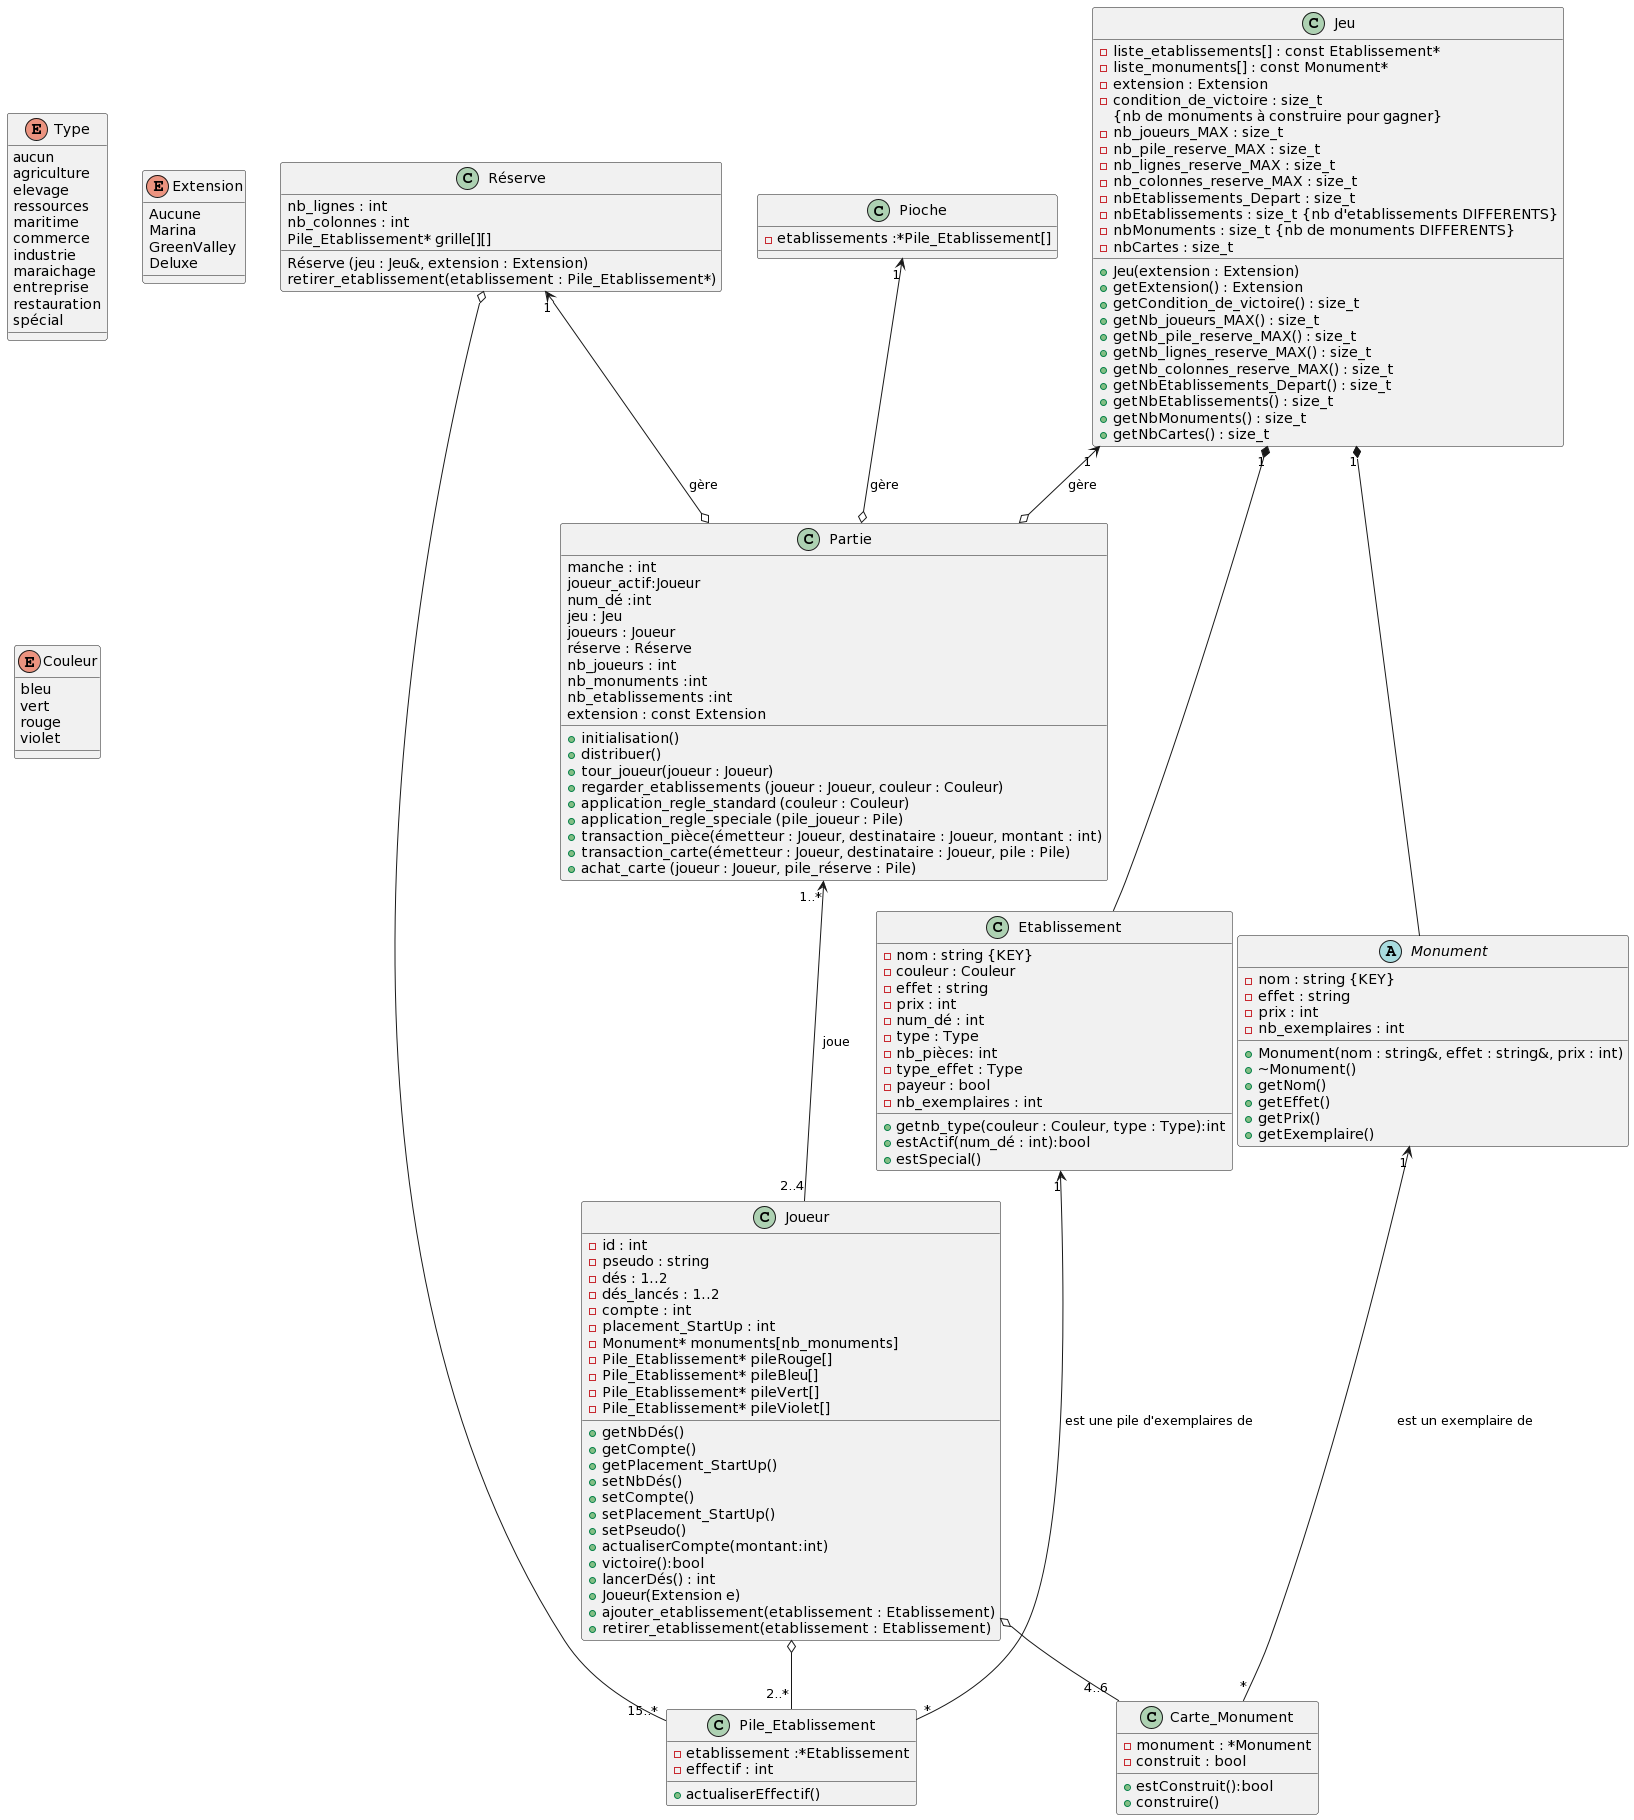 C Jeu
liste_etablissements[] : const Etablissement*
liste_monuments[] : const Monument*
extension : Extension
condition_de_victoire : size_t
{nb de monuments à construire pour gagner}
nb_joueurs_MAX : size_t
nb_pile_reserve_MAX : size_t
nb_lignes_reserve_MAX : size_t
nb_colonnes_reserve_MAX : size_t
nbEtablissements_Depart : size_t
nbEtablissements : size_t {nb d'etablissements DIFFERENTS}
nbMonuments : size_t {nb de monuments DIFFERENTS}
nbCartes : size_t
Jeu(extension : Extension)
getExtension() : Extension
getCondition_de_victoire() : size_t
getNb_joueurs_MAX() : size_t
getNb_pile_reserve_MAX() : size_t
getNb_lignes_reserve_MAX() : size_t
getNb_colonnes_reserve_MAX() : size_t
getNbEtablissements_Depart() : size_t
getNbEtablissements() : size_t
getNbMonuments() : size_t
getNbCartes() : size_t
E Type
aucun
agriculture
elevage
ressources
maritime
commerce
industrie
maraichage
entreprise
restauration
spécial
E Extension
Aucune
Marina
GreenValley
Deluxe
C Réserve
nb_lignes : int
nb_colonnes : int
Pile_Etablissement* grille[][]
Réserve (jeu : Jeu&, extension : Extension)
retirer_etablissement(etablissement : Pile_Etablissement*)
C Pioche
etablissements :*Pile_Etablissement[]
1
1
1
1
1
gère
gère
gère
C Partie
manche : int
joueur_actif:Joueur
num_dé :int
jeu : Jeu
joueurs : Joueur
réserve : Réserve
nb_joueurs : int
nb_monuments :int
nb_etablissements :int
extension : const Extension
initialisation()
distribuer()
tour_joueur(joueur : Joueur)
regarder_etablissements (joueur : Joueur, couleur : Couleur)
application_regle_standard (couleur : Couleur)
application_regle_speciale (pile_joueur : Pile)
transaction_pièce(émetteur : Joueur, destinataire : Joueur, montant : int)
transaction_carte(émetteur : Joueur, destinataire : Joueur, pile : Pile)
achat_carte (joueur : Joueur, pile_réserve : Pile)
E Couleur
bleu
vert
rouge
violet
1..*
joue
2..4
C Etablissement
nom : string {KEY}
couleur : Couleur
effet : string
prix : int
num_dé : int
type : Type
nb_pièces: int
type_effet : Type
payeur : bool
nb_exemplaires : int
getnb_type(couleur : Couleur, type : Type):int
estActif(num_dé : int):bool
estSpecial()
A Monument
nom : string {KEY}
effet : string
prix : int
nb_exemplaires : int
Monument(nom : string&, effet : string&, prix : int)
~Monument()
getNom()
getEffet()
getPrix()
getExemplaire()
1
1
C Joueur
id : int
pseudo : string
dés : 1..2
dés_lancés : 1..2
compte : int
placement_StartUp : int
Monument* monuments[nb_monuments]
Pile_Etablissement* pileRouge[]
Pile_Etablissement* pileBleu[]
Pile_Etablissement* pileVert[]
Pile_Etablissement* pileViolet[]
getNbDés()
getCompte()
getPlacement_StartUp()
setNbDés()
setCompte()
setPlacement_StartUp()
setPseudo()
actualiserCompte(montant:int)
victoire():bool
lancerDés() : int
Joueur(Extension e)
ajouter_etablissement(etablissement : Etablissement)
retirer_etablissement(etablissement : Etablissement)
est une pile d'exemplaires de
est un exemplaire de
15..*
2..*
*
4..6
*
C Pile_Etablissement
etablissement :*Etablissement
effectif : int
actualiserEffectif()
C Carte_Monument
monument : *Monument
construit : bool
estConstruit():bool
construire()